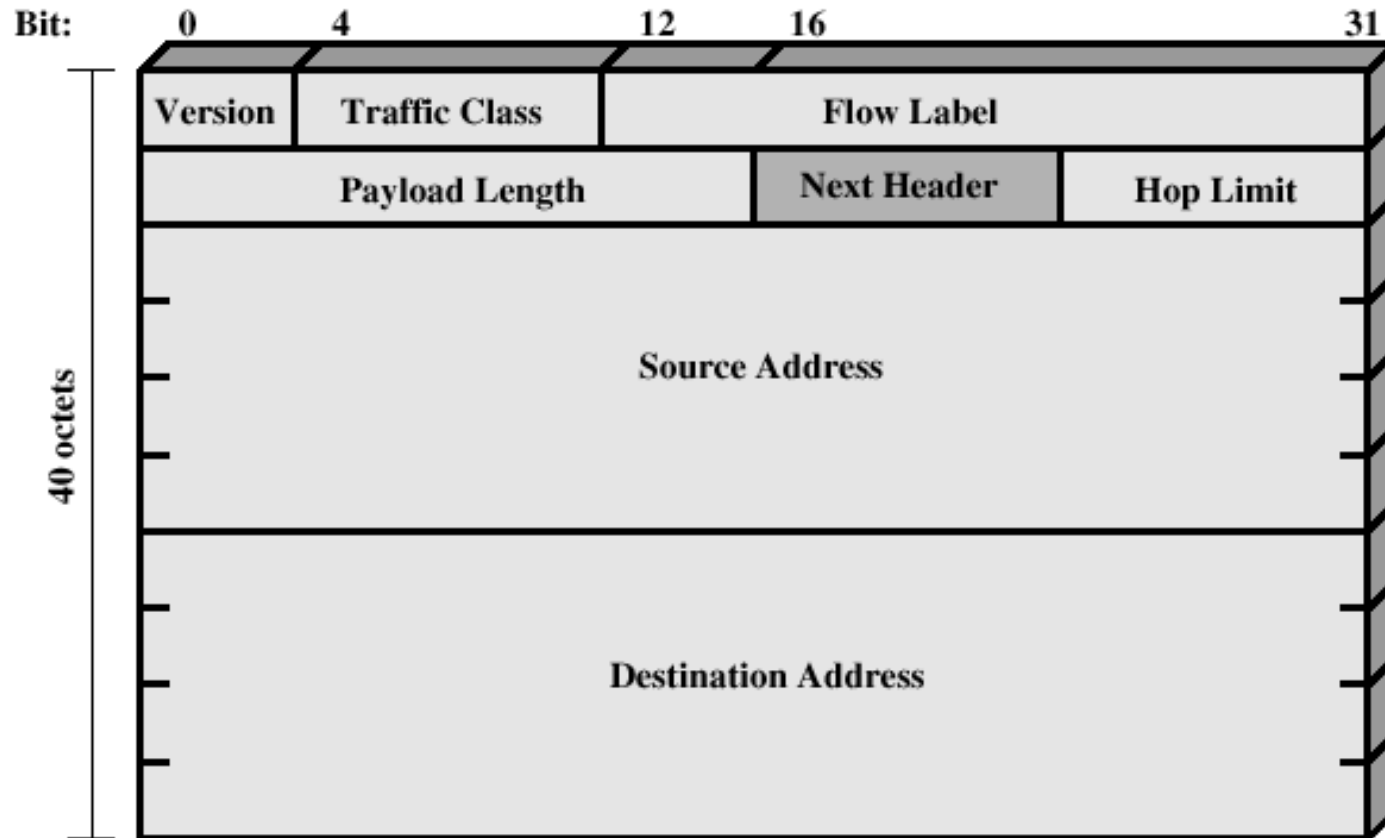 Bit: 0 4 12 16 31
Version Traffic Class Flow Label
Payload Length Next Header Hop Limit
Source Address
40 octets
Destination Address